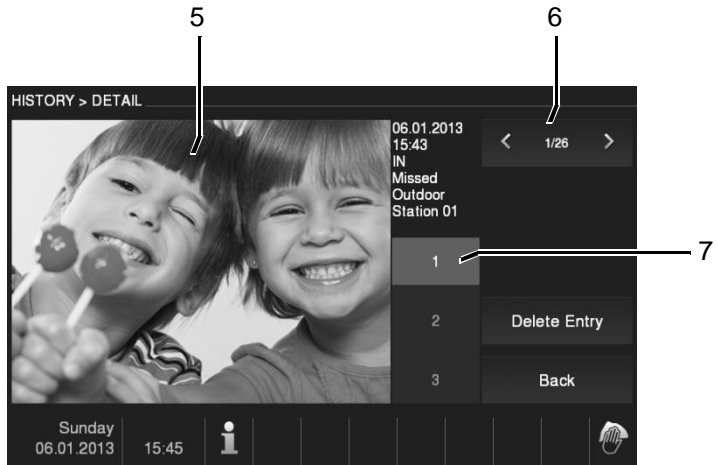 5
6
HISTORY > DETAIL
06.01.2013
15:43
IN
Missed
Outdoor
Station 01
< 1/26 >
1
7
2
Delete Entry
3
Back
Sunday
06.01.2013
15:45
i